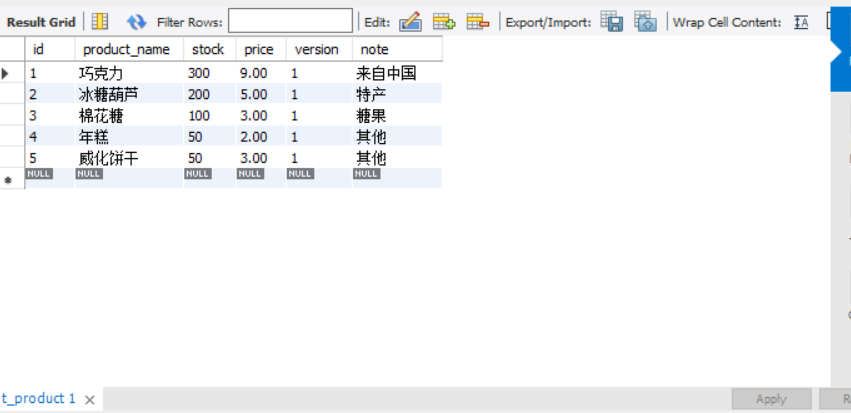 Result Grid Filter Rows: Edit: Export/Import: Wrap Cell Content:
id product_name stock price version note
1 巧克力 300 9.00 1 来自中国
2 冰糖葫芦 200 5.00 1 特产
3 棉花糖 100 3.00 1 糖果
4 年糕 50 2.00 1 其他
5 威化饼干 50 3.00 1 其他
NULL NULL NULL NULL NULL NULL
t_product 1 Apply R